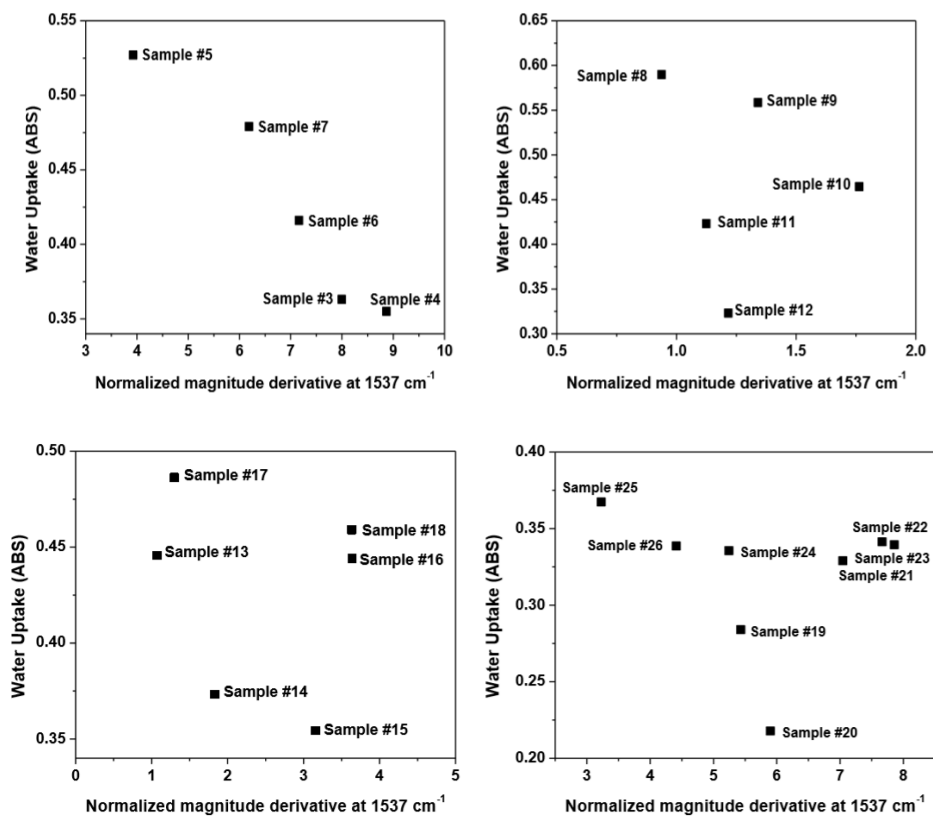 0.55
0.50
0.45
0.40
0.35
Water Uptake (ABS)
Sample #5
Sample #7
Sample #6
Sample #3
Sample #4
3 4 5 6 7 8 9 10
Normalized magnitude derivative at 1537 cm⁻¹
0.65
0.60
0.55
0.50
0.45
0.40
0.35
0.30
Water Uptake (ABS)
Sample #8
Sample #9
Sample #10
Sample #11
Sample #12
0.5 1.0 1.5 2.0
Normalized magnitude derivative at 1537 cm⁻¹
0.50
0.45
0.40
0.35
Water Uptake (ABS)
Sample #17
Sample #18
Sample #13
Sample #16
Sample #14
Sample #15
0 1 2 3 4 5
Normalized magnitude derivative at 1537 cm⁻¹
0.40
0.35
0.30
0.25
0.20
Water Uptake (ABS)
Sample #25
Sample #22
Sample #26
Sample #24
Sample #23
Sample #21
Sample #19
Sample #20
3 4 5 6 7 8
Normalized magnitude derivative at 1537 cm⁻¹